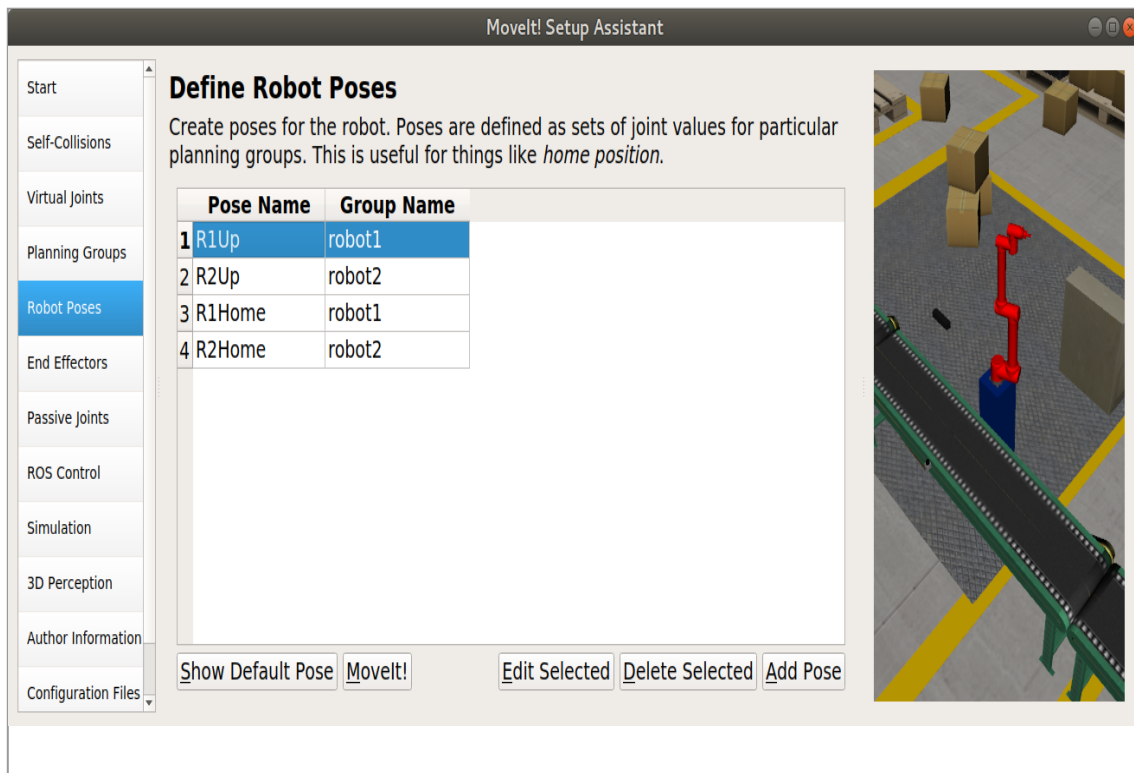 MoveIt! Setup Assistant
Start
Self-Collisions
Virtual Joints
Planning Groups
Robot Poses
End Effectors
Passive Joints
ROS Control
Simulation
3D Perception
Author Information
Configuration Files
Define Robot Poses
Create poses for the robot. Poses are defined as sets of joint values for particular
planning groups. This is useful for things like home position.
Pose Name Group Name
1 R1Up robot1
2 R2Up robot2
3 R1Home robot1
4 R2Home robot2
Show Default Pose MoveIt! Edit Selected Delete Selected Add Pose